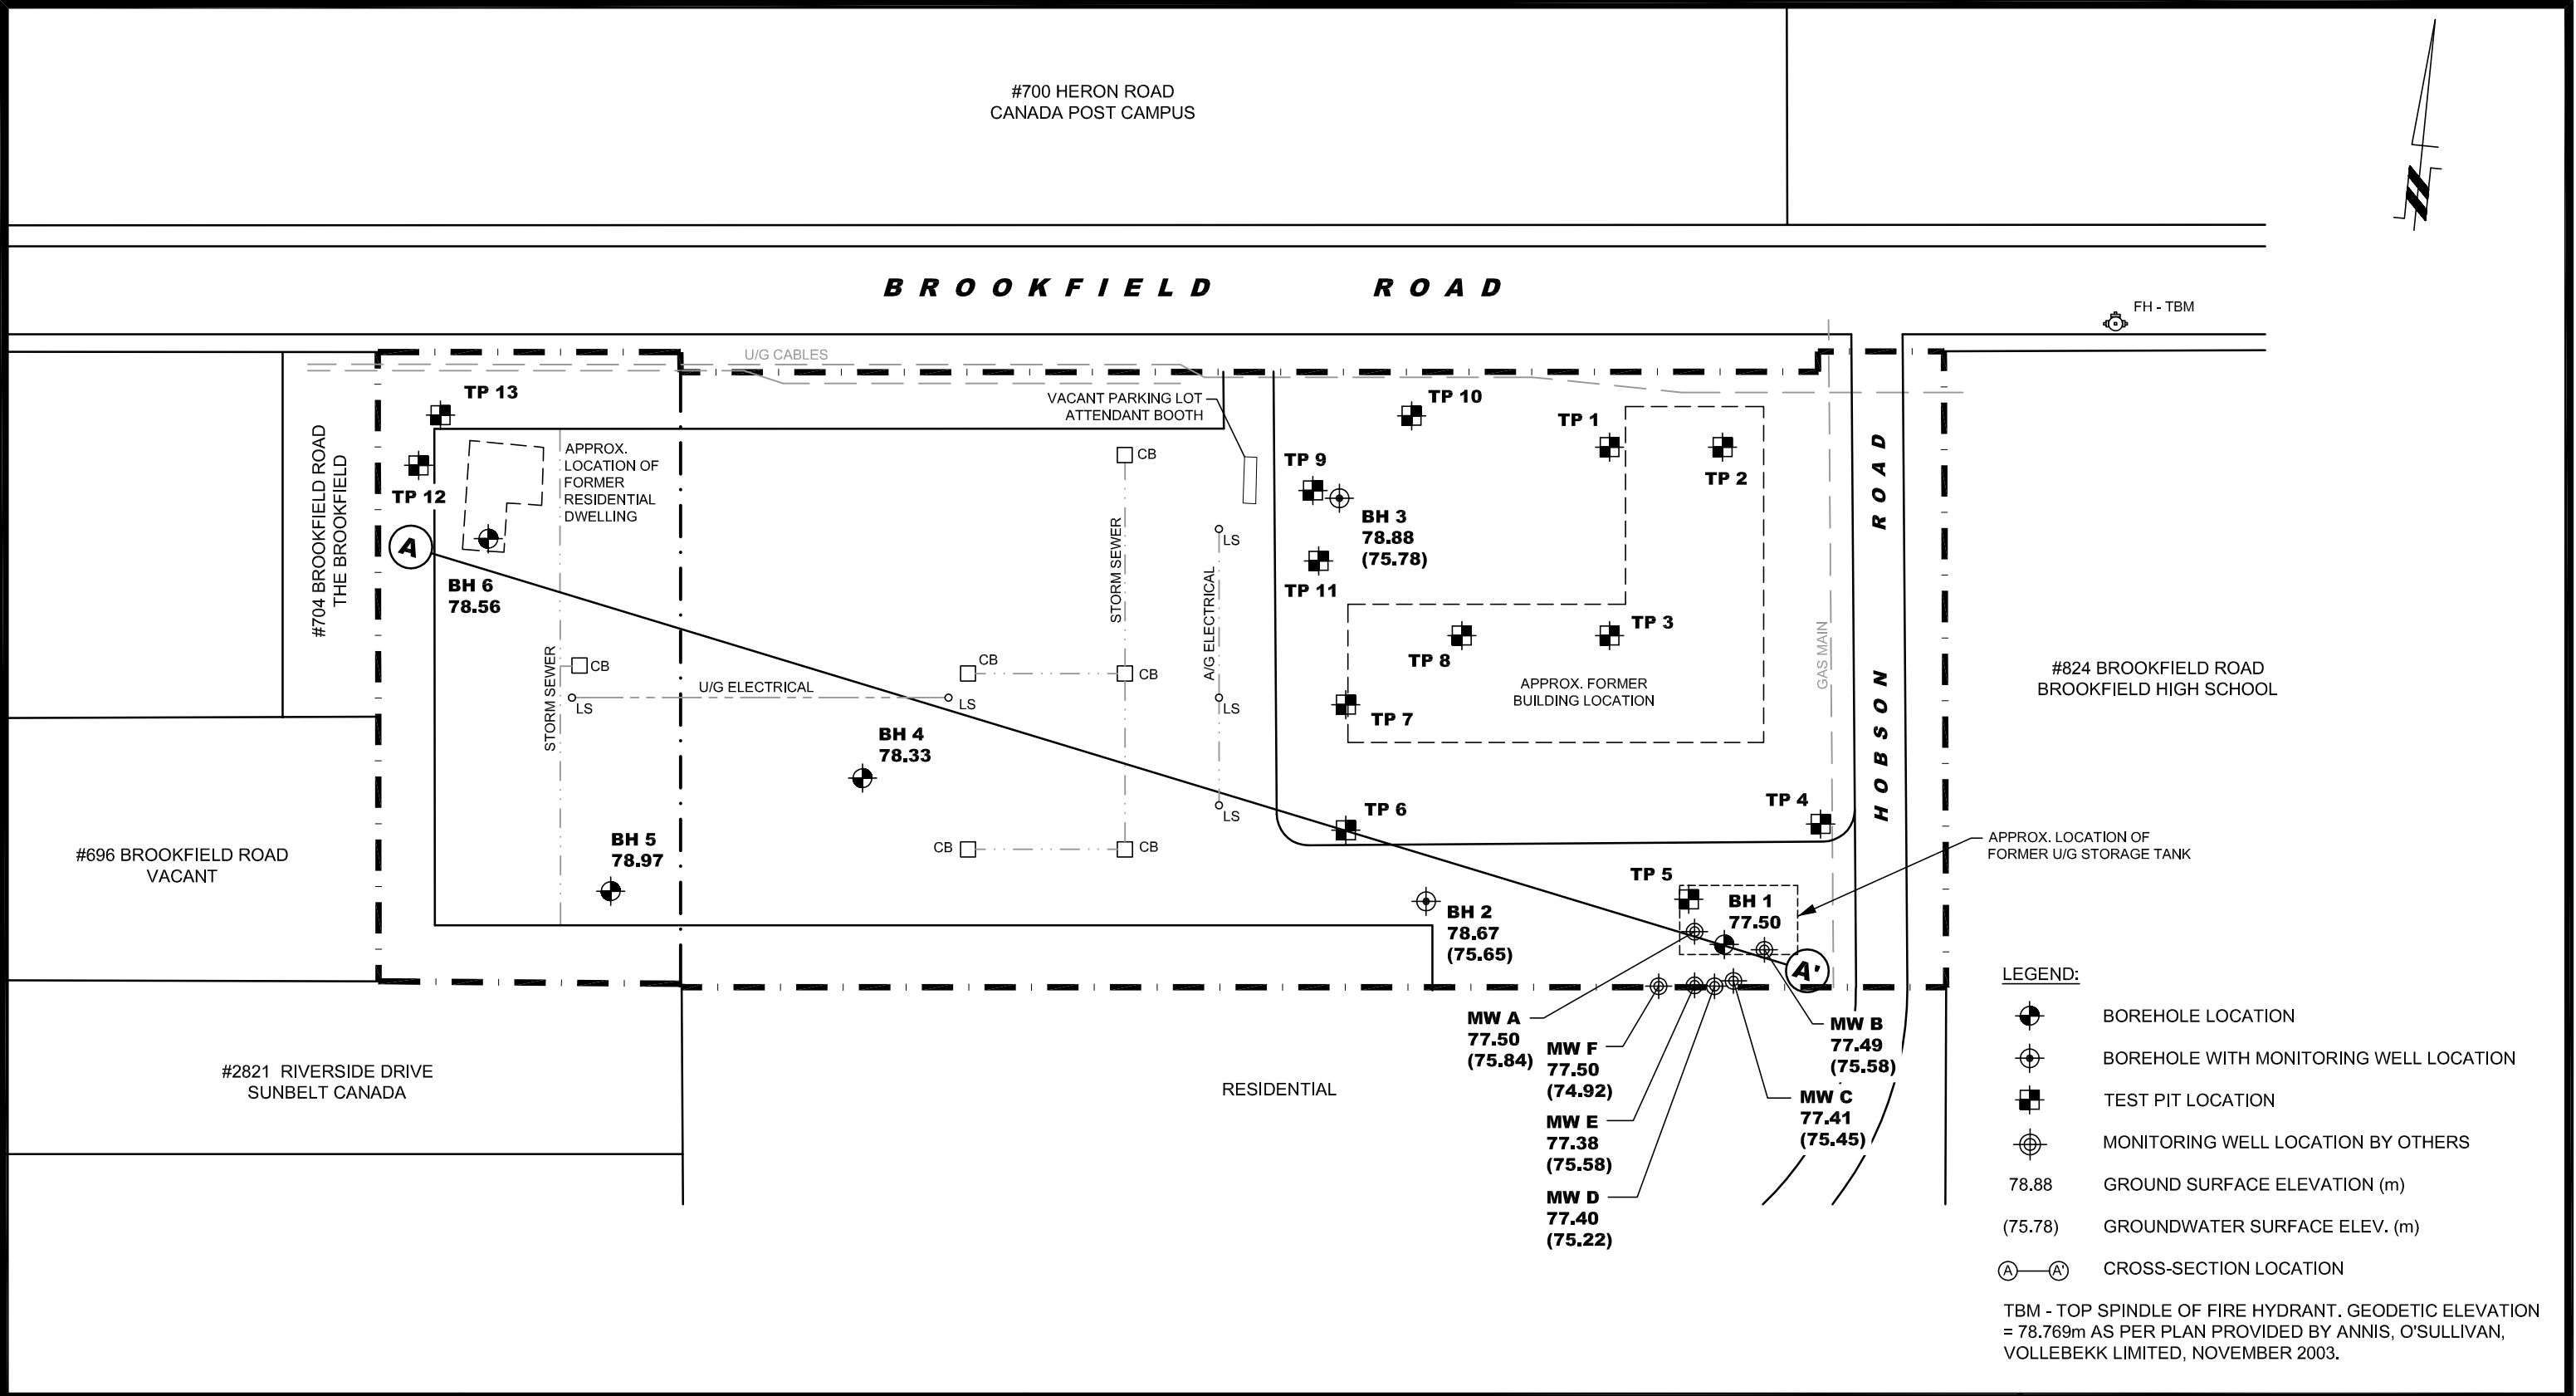 #700 HERON ROAD
CANADA POST CAMPUS
BROOKFIELD ROAD
FH - TBM
U/G CABLES
VACANT PARKING LOT
ATTENDANT BOOTH
TP 13
TP 10
TP 1
TP 2
TP 9
TP 12
APPROX.
LOCATION OF
FORMER
RESIDENTIAL
DWELLING
CB
#704 BROOKFIELD ROAD
THE BROOKFIELD
A
BH 6
78.56
BH 3
78.88
(75.78)
TP 11
LS
STORM SEWER
A/G ELECTRICAL
TP 8
TP 3
APPROX. FORMER
BUILDING LOCATION
TP 7
GAS MAIN
HOBSON ROAD
#824 BROOKFIELD ROAD
BROOKFIELD HIGH SCHOOL
STORM SEWER
CB
LS
U/G ELECTRICAL
CB
LS
CB
LS
BH 4
78.33
TP 6
TP 4
LS
CB
CB
BH 5
78.97
#696 BROOKFIELD ROAD
VACANT
APPROX. LOCATION OF
FORMER U/G STORAGE TANK
TP 5
BH 1
77.50
BH 2
78.67
(75.65)
A'
MW A
77.50
(75.84)
MW F
77.50
(74.92)
MW E
77.38
(75.58)
MW D
77.40
(75.22)
MW B
77.49
(75.58)
MW C
77.41
(75.45)
#2821 RIVERSIDE DRIVE
SUNBELT CANADA
RESIDENTIAL
LEGEND:
BOREHOLE LOCATION
BOREHOLE WITH MONITORING WELL LOCATION
TEST PIT LOCATION
MONITORING WELL LOCATION BY OTHERS
78.88 GROUND SURFACE ELEVATION (m)
(75.78) GROUNDWATER SURFACE ELEV. (m)
A A' CROSS-SECTION LOCATION
TBM - TOP SPINDLE OF FIRE HYDRANT. GEODETIC ELEVATION
= 78.769m AS PER PLAN PROVIDED BY ANNIS, O'SULLIVAN,
VOLLEBEKK LIMITED, NOVEMBER 2003.